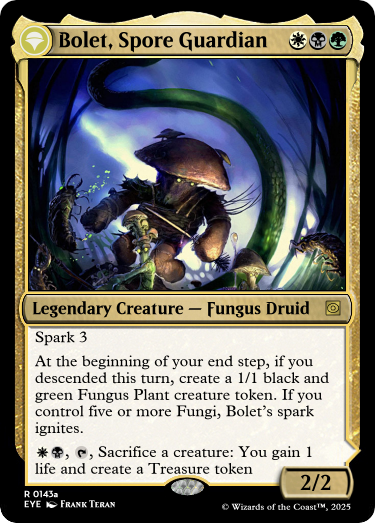 Bolet, Spore Guardian
Legendary Creature — Fungus Druid
Spark 3
At the beginning of your end step, if you
descended this turn, create a 1/1 black and
green Fungus Plant creature token. If you
control five or more Fungi, Bolet's spark
ignites.
, , Sacrifice a creature: You gain 1
life and create a Treasure token
2/2
R 0143a
EYE Frank Teran
© Wizards of the Coast™, 2025